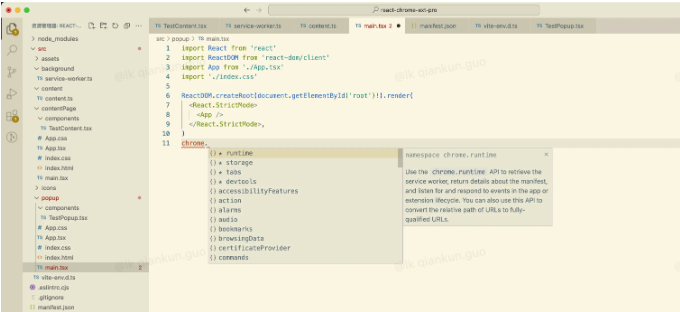 react-chrome-ext-pro
资源管理器: REACT-...
TestContent.tsx
service-worker.ts
content.ts
main.tsx 2
manifest.json
vite-env.d.ts
TestPopup.tsx
node_modules
src
assets
background
service-worker.ts
content
content.ts
contentPage
components
TestContent.tsx
App.css
App.tsx
index.css
index.html
main.tsx
icons
popup
components
TestPopup.tsx
App.css
App.tsx
index.css
index.html
main.tsx 2
vite-env.d.ts
.eslintrc.cjs
.gitignore
manifest.json
src > popup > main.tsx
1 import React from 'react'
2 import ReactDOM from 'react-dom/client'
3 import App from './App.tsx'
4 import './index.css'
5
6 ReactDOM.createRoot(document.getElementById('root')!).render(
7 <React.StrictMode>
8 <App />
9 </React.StrictMode>,
10 )
11 chrome.
{} ★ runtime
{} ★ storage
{} ★ tabs
{} ★ devtools
{} accessibilityFeatures
{} action
{} alarms
{} audio
{} bookmarks
{} browsingData
{} certificateProvider
{} commands
namespace chrome.runtime
Use the chrome.runtime API to retrieve the
service worker, return details about the manifest,
and listen for and respond to events in the app or
extension lifecycle. You can also use this API to
convert the relative path of URLs to fully-
qualified URLs.